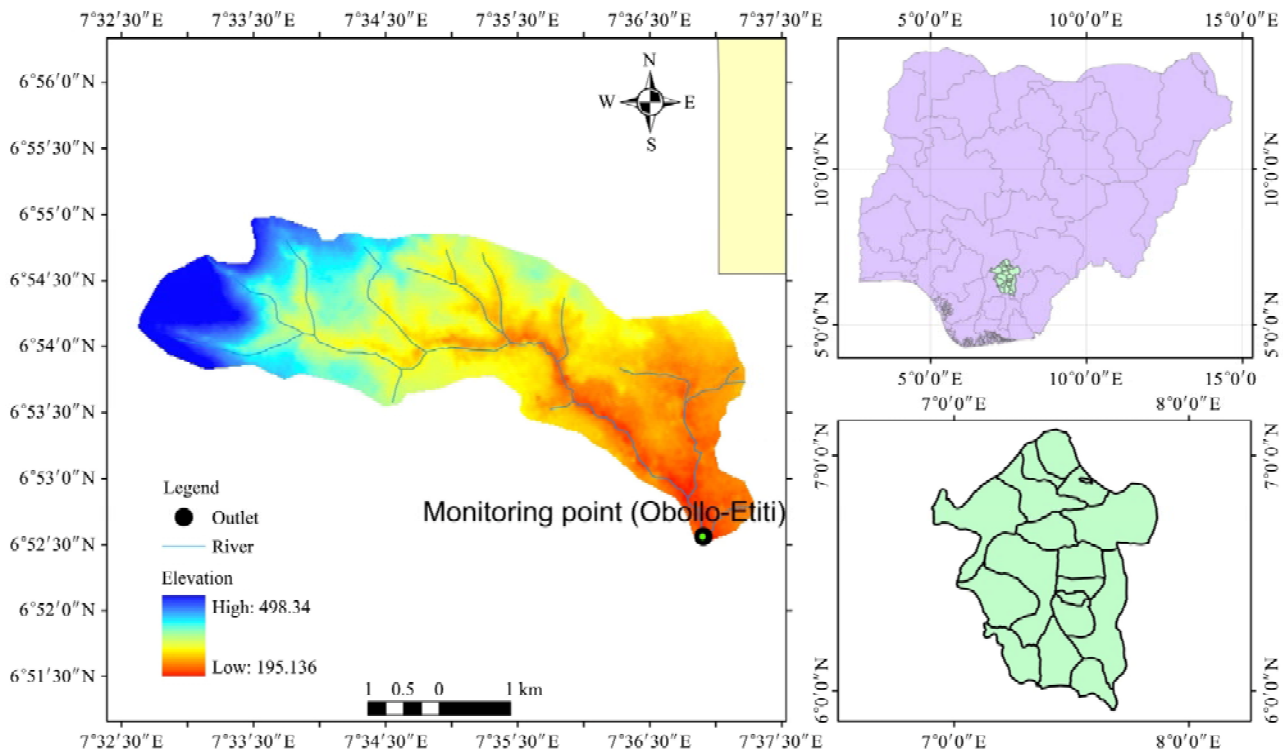 7°32′30″E 7°33′30″E 7°34′30″E 7°35′30″E 7°36′30″E 7°37′30″E
6°56′0″N
6°55′30″N
6°55′0″N
6°54′30″N
6°54′0″N
6°53′30″N
6°53′0″N
6°52′30″N
6°52′0″N
6°51′30″N
N
W E
S
Monitoring point (Obollo-Etiti)
Legend
Outlet
River
Elevation
High: 498.34
Low: 195.136
1 0.5 0 1 km
7°32′30″E 7°33′30″E 7°34′30″E 7°35′30″E 7°36′30″E 7°37′30″E
5°0′0″E 10°0′0″E 15°0′0″E
10°0′0″N 10°0′0″N
5°0′0″N 5°0′0″N
5°0′0″E 10°0′0″E 15°0′0″E
7°0′0″E 8°0′0″E
7°0′0″N 7°0′0″N
6°0′0″N 6°0′0″N
7°0′0″E 8°0′0″E